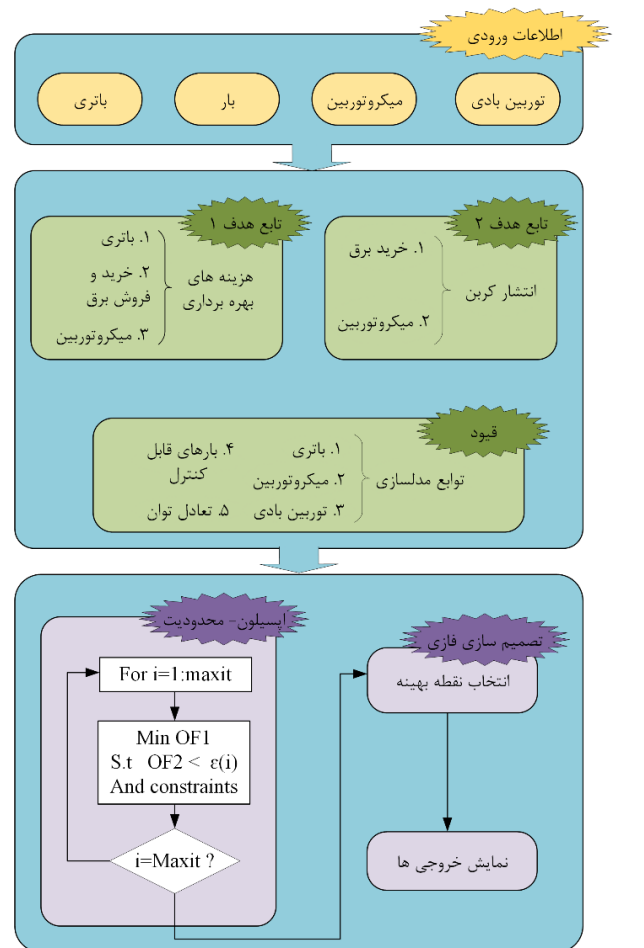 اطلاعات ورودی
توربین بادی
میکروتوربین
بار
باتری
تابع هدف ۲
انتشار کربن
۱. خرید برق
۲. میکروتوربین
تابع هدف ۱
هزینه های
بهره برداری
۱. باتری
۲. خرید و
فروش برق
۳. میکروتوربین
قیود
توابع مدلسازی
۱. باتری
۲. میکروتوربین
۳. توربین بادی
۴. بارهای قابل
کنترل
۵. تعادل توان
اپسیلون- محدودیت
For i=1:maxit
Min OF1
S.t OF2 < ε(i)
And constraints
i=Maxit ?
تصمیم سازی فازی
انتخاب نقطه بهینه
نمایش خروجی ها